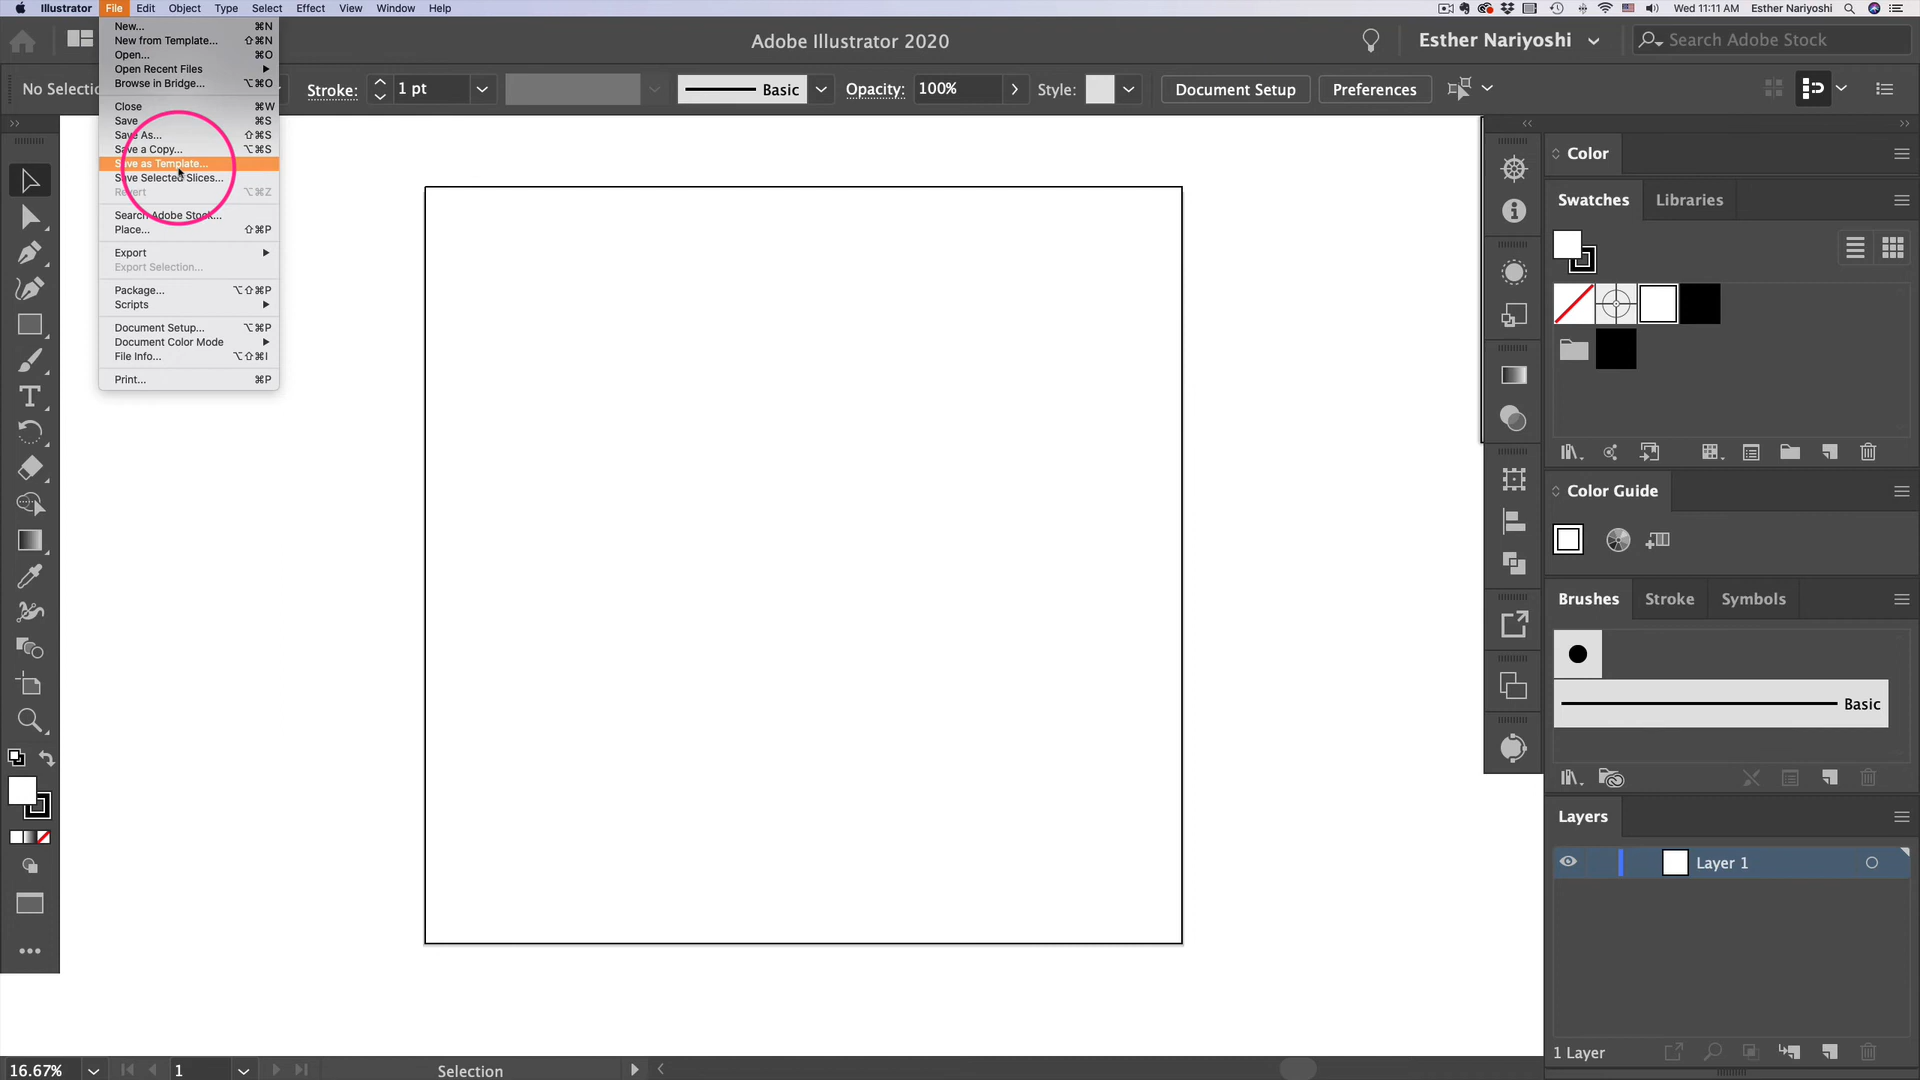 Illustrator File Edit Object Type Select Effect View Window Help
Wed 11:11 AM Esther Nariyoshi
Adobe Illustrator 2020
Esther Nariyoshi
Search Adobe Stock
No Selectio
Stroke: 1 pt
Basic
Opacity: 100%
Style:
Document Setup
Preferences
New... ⌘N
New from Template... ⇧⌘N
Open... ⌘O
Open Recent Files
Browse in Bridge... ⌥⌘O
Close ⌘W
Save ⌘S
Save As... ⇧⌘S
Save a Copy... ⌥⌘S
Save as Template...
Save Selected Slices...
Revert ⌥⌘Z
Search Adobe Stock...
Place... ⇧⌘P
Export
Export Selection...
Package... ⌥⇧⌘P
Scripts
Document Setup... ⌥⌘P
Document Color Mode
File Info... ⌥⇧⌘I
Print... ⌘P
Color
Swatches Libraries
Color Guide
Brushes Stroke Symbols
Basic
Layers
Layer 1
1 Layer
16.67% 1 Selection